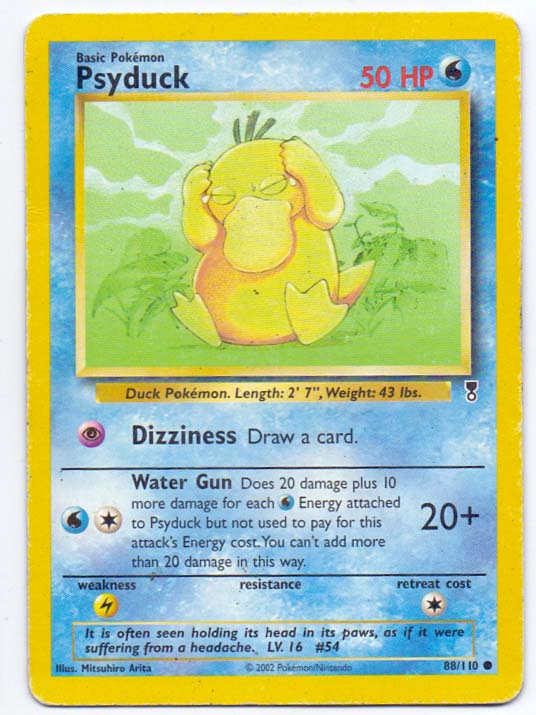 Basic Pokémon
Psyduck 50 HP
Duck Pokémon. Length: 2' 7", Weight: 43 lbs.
Dizziness Draw a card.
Water Gun Does 20 damage plus 10
more damage for each Energy attached
to Psyduck but not used to pay for this
attack's Energy cost. You can't add more
than 20 damage in this way.
20+
weakness resistance retreat cost
It is often seen holding its head in its paws, as if it were
suffering from a headache. LV. 16 #54
Illus. Mitsuhiro Arita © 2002 Pokémon/Nintendo 88/110